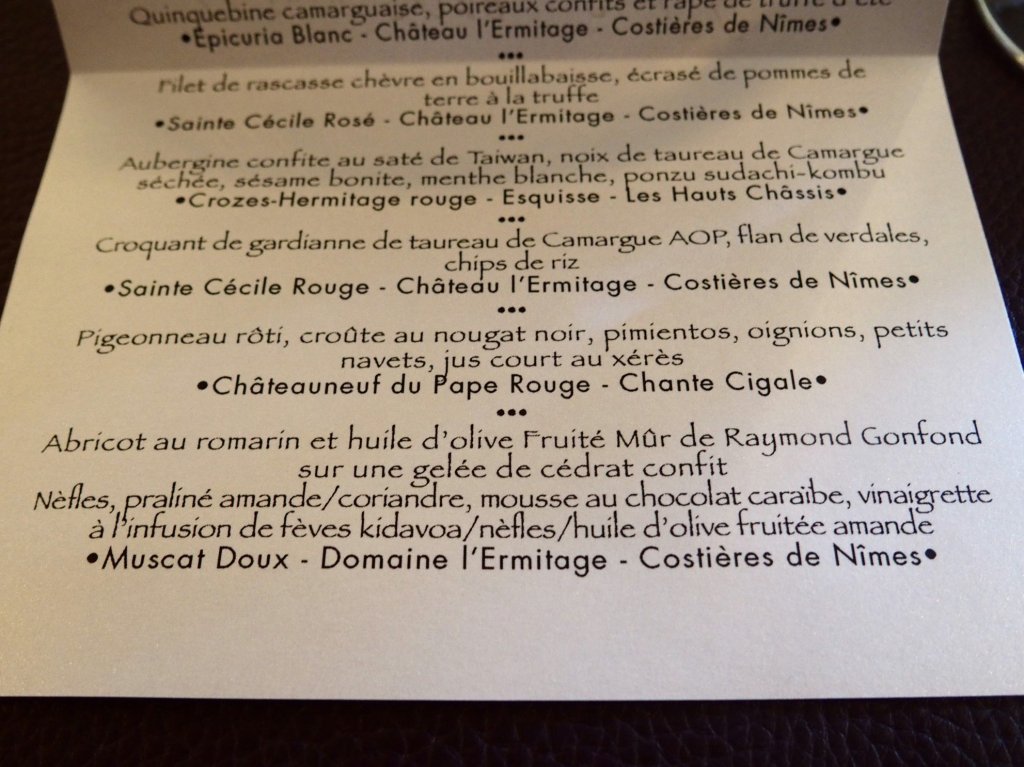 Quinquebine camarguaise, poireaux confits et râpé de truffe d'été
•Épicuria Blanc - Château l'Ermitage - Costières de Nîmes•
•••
Filet de rascasse chèvre en bouillabaisse, écrasé de pommes de
terre à la truffe
•Sainte Cécile Rosé - Château l'Ermitage - Costières de Nîmes•
•••
Aubergine confite au saté de Taiwan, noix de taureau de Camargue
séchée, sésame bonite, menthe blanche, ponzu sudachi-kombu
•Crozes-Hermitage rouge - Esquisse - Les Hauts Châssis•
•••
Croquant de gardianne de taureau de Camargue AOP, flan de verdales,
chips de riz
•Sainte Cécile Rouge - Château l'Ermitage - Costières de Nîmes•
•••
Pigeonneau rôti, croûte au nougat noir, pimientos, oignions, petits
navets, jus court au xérès
•Châteauneuf du Pape Rouge - Chante Cigale•
•••
Abricot au romarin et huile d'olive Fruité Mûr de Raymond Gonfond
sur une gelée de cédrat confit
Nèfles, praliné amande/coriandre, mousse au chocolat caraïbe, vinaigrette
à l'infusion de fèves kidavoa/nèfles/huile d'olive fruitée amande
•Muscat Doux - Domaine l'Ermitage - Costières de Nîmes•